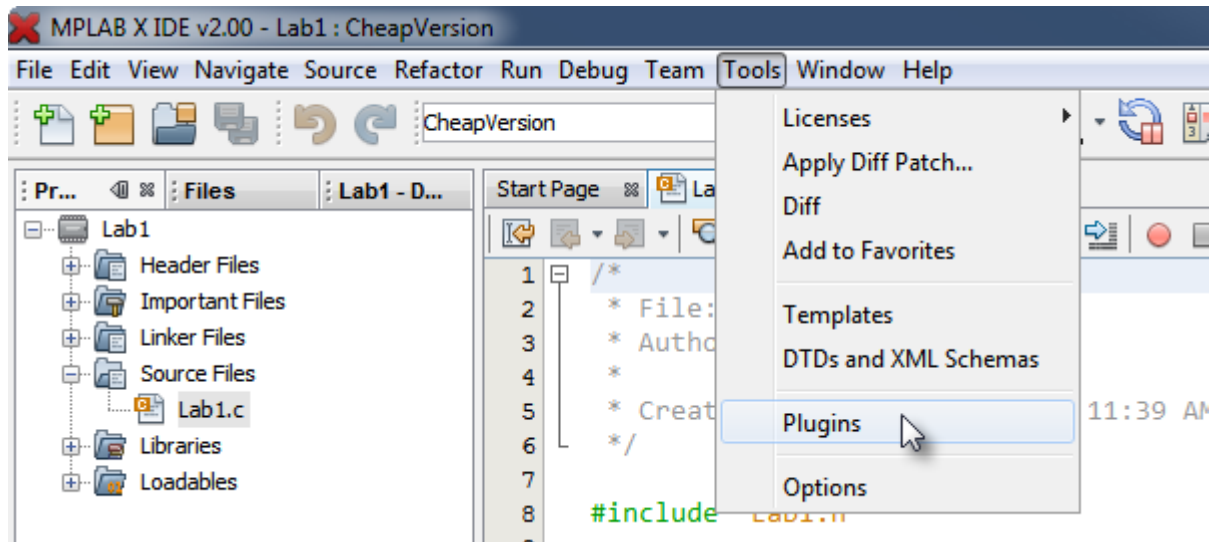 MPLAB X IDE v2.00 - Lab1 : CheapVersion
File Edit View Navigate Source Refactor Run Debug Team Tools Window Help
CheapVersion
Licenses
Apply Diff Patch...
Diff
Add to Favorites
Templates
DTDs and XML Schemas
Plugins
Options
Pr... Files Lab1 - D...
Lab1
Header Files
Important Files
Linker Files
Source Files
Lab1.c
Libraries
Loadables
Start Page La
1 /*
2 * File:
3 * Autho
4 *
5 * Creat 11:39 AM
6 */
7
8 #include